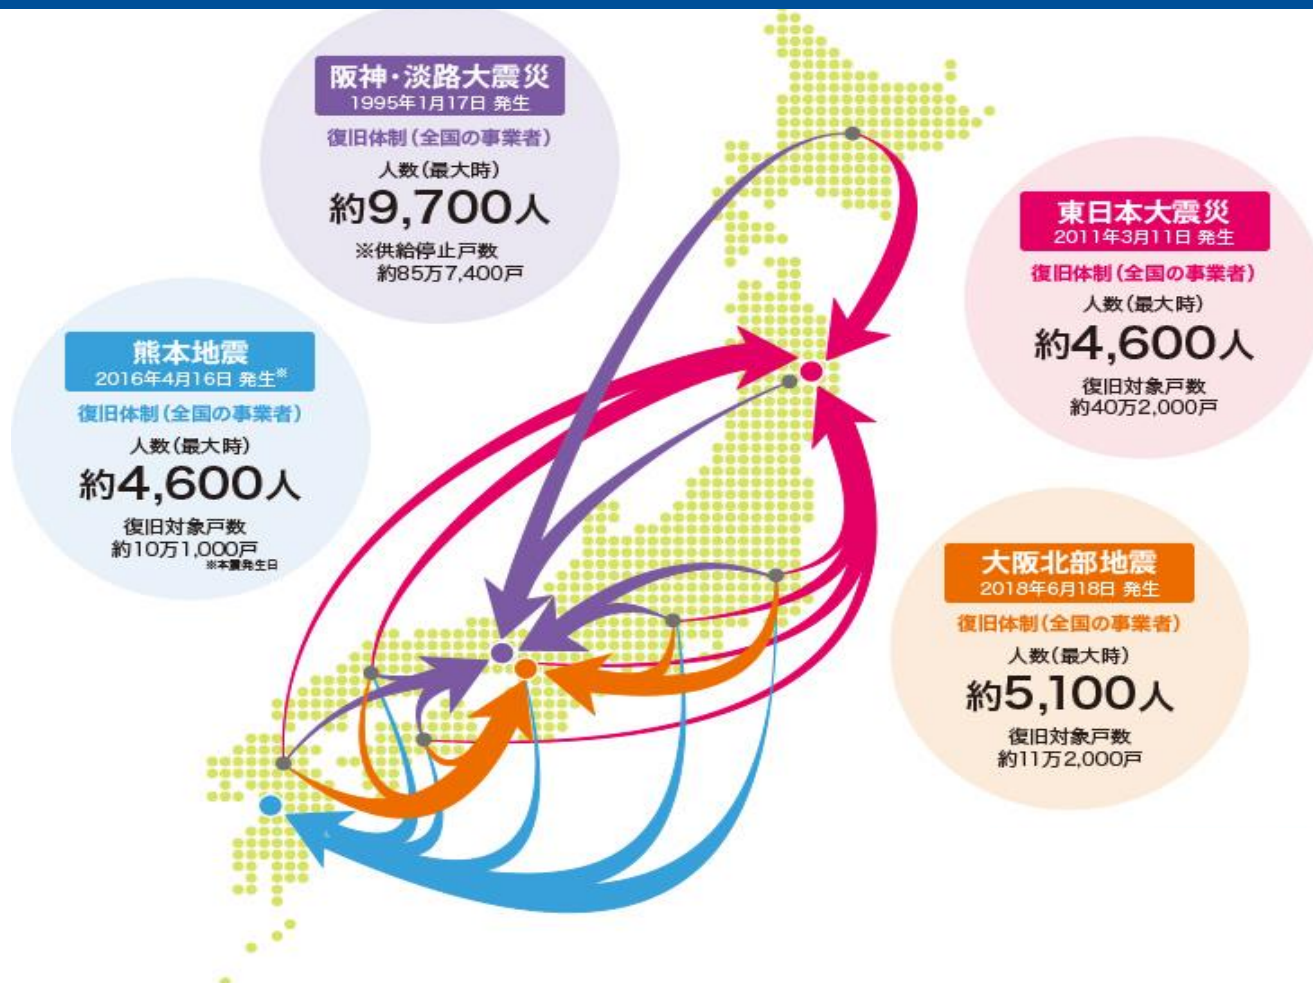 阪神・淡路大震災
1995年1月17日 発生
復旧体制(全国の事業者)
人数(最大時)
約9,700人
※供給停止戸数
約85万7,400戸
東日本大震災
2011年3月11日 発生
復旧体制(全国の事業者)
人数(最大時)
約4,600人
復旧対象戸数
約40万2,000戸
熊本地震
2016年4月16日 発生※
復旧体制(全国の事業者)
人数(最大時)
約4,600人
復旧対象戸数
約10万1,000戸
※本震発生日
大阪北部地震
2018年6月18日 発生
復旧体制(全国の事業者)
人数(最大時)
約5,100人
復旧対象戸数
約11万2,000戸